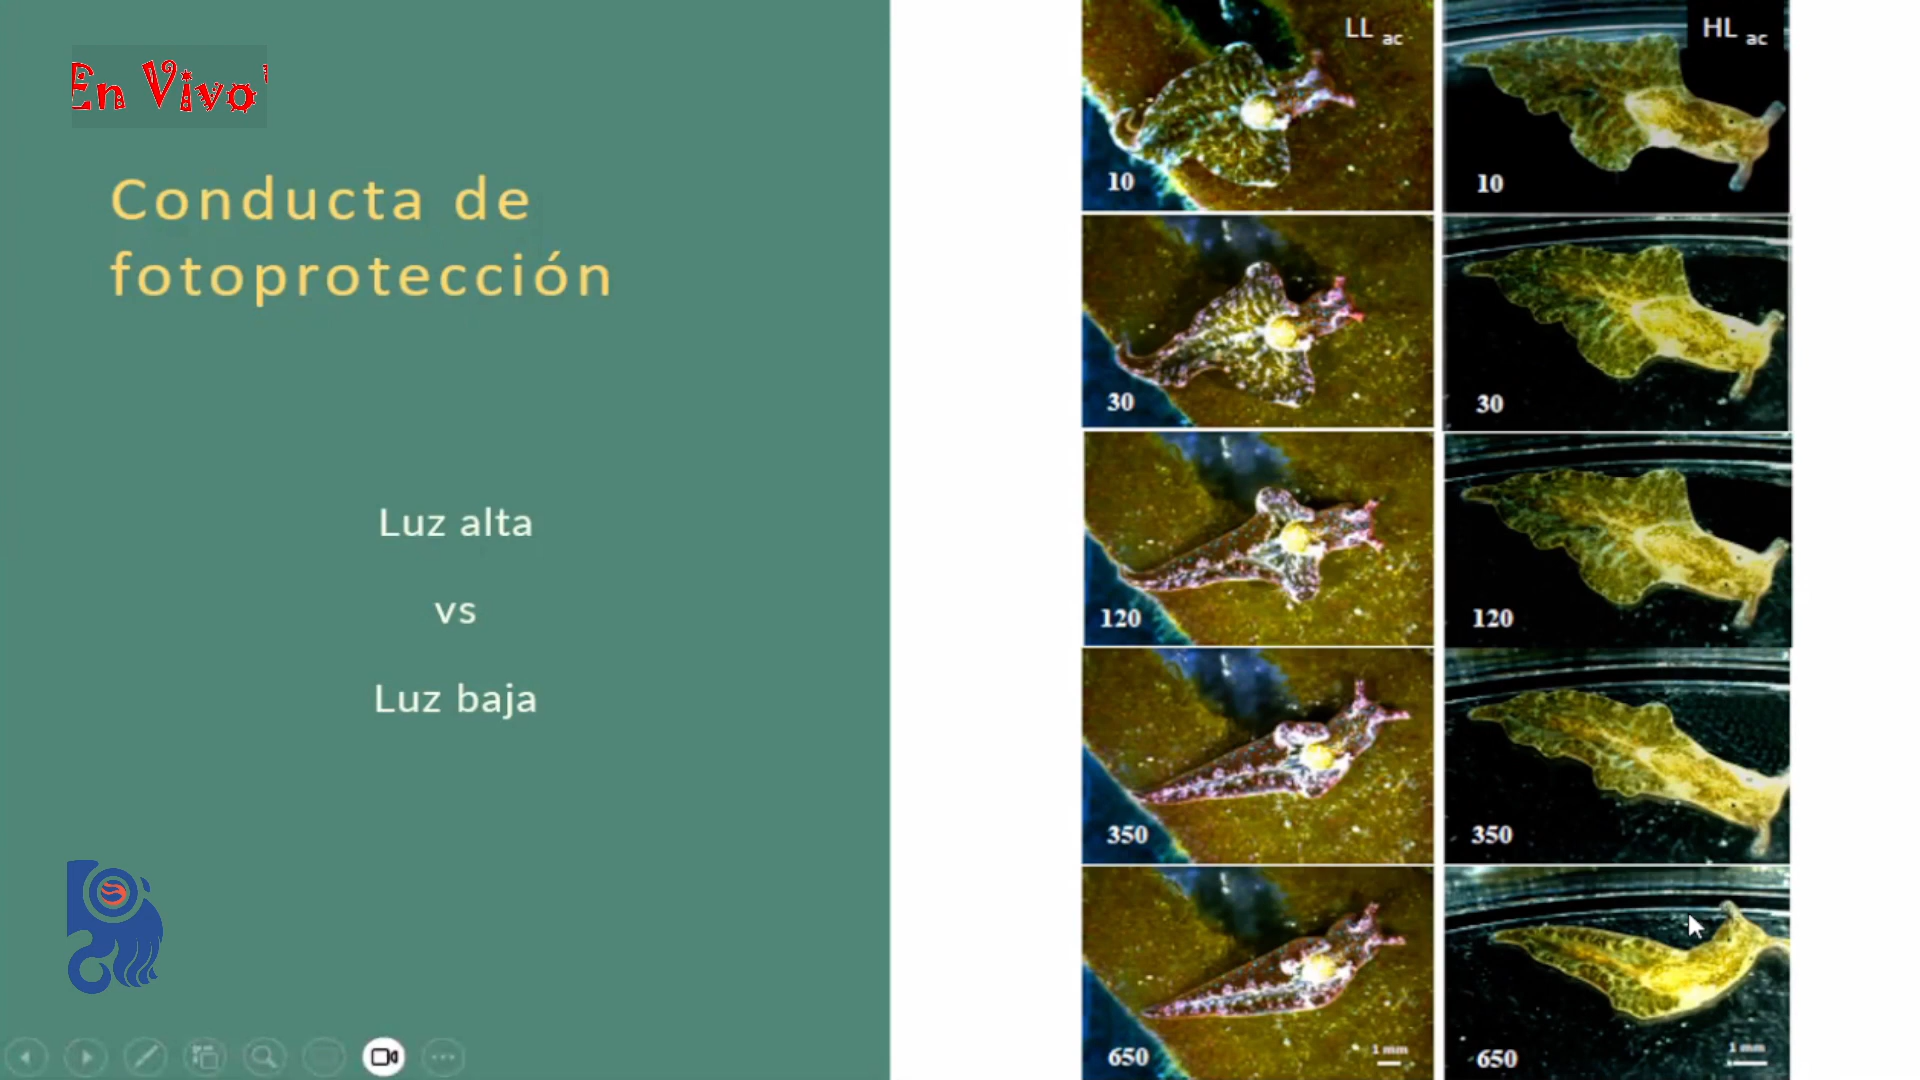 En Vivo
Conducta de
fotoprotección
Luz alta
vs
Luz baja
LL ac
HL ac
10
10
30
30
120
120
350
350
650
1 mm
650
1 mm